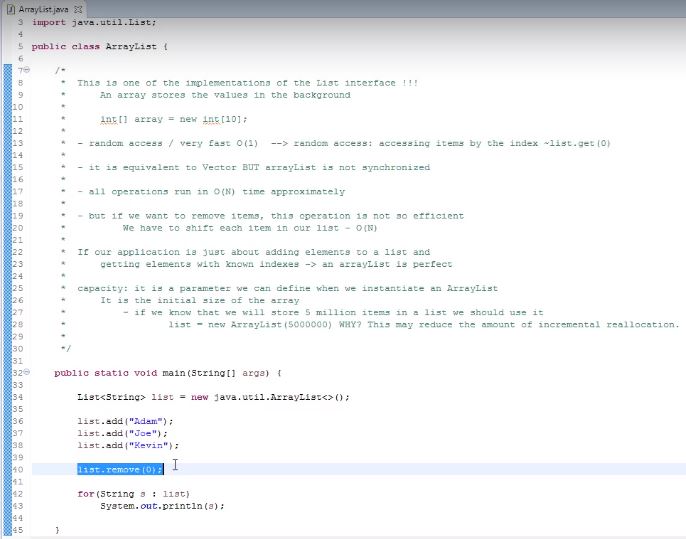 ArrayList.java
3 import java.util.List;
4
5 public class ArrayList {
6
7 /*
8 * This is one of the implementations of the List interface !!!
9 * An array stores the values in the background
10 *
11 * int[] array = new int[10];
12 *
13 * - random access / very fast O(1) --> random access: accessing items by the index ~list.get(0)
14 *
15 * - it is equivalent to Vector BUT arrayList is not synchronized
16 *
17 * - all operations run in O(N) time approximately
18 *
19 * - but if we want to remove items, this operation is not so efficient
20 * We have to shift each item in our list - O(N)
21 *
22 * If our application is just about adding elements to a list and
23 * getting elements with known indexes -> an arrayList is perfect
24 *
25 * capacity: it is a parameter we can define when we instantiate an ArrayList
26 * It is the initial size of the array
27 * - if we know that we will store 5 million items in a list we should use it
28 * list = new ArrayList(5000000) WHY? This may reduce the amount of incremental reallocation.
29 *
30 */
31
32 public static void main(String[] args) {
33
34 List<String> list = new java.util.ArrayList<>();
35
36 list.add("Adam");
37 list.add("Joe");
38 list.add("Kevin");
39
40 list.remove(0);
41
42 for(String s : list)
43 System.out.println(s);
44
45 }